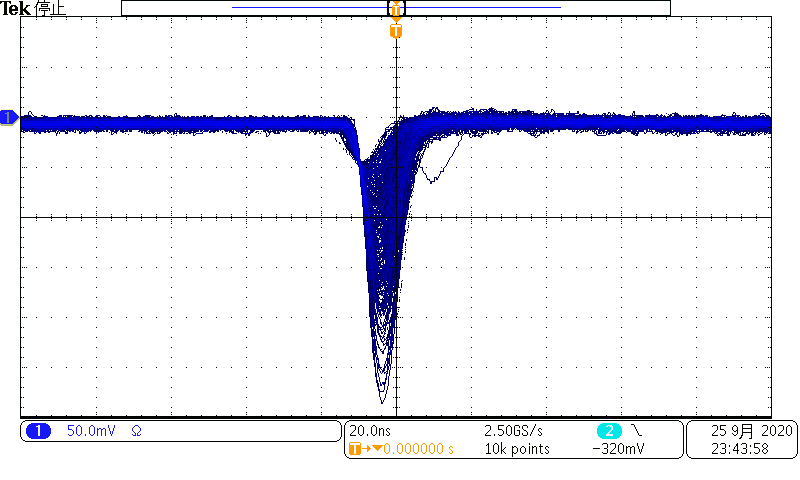 Tek 停止
T
T
1
1 50.0mV Ω
20.0ns 2.50GS/s 2 ∖
T→▼0.000000 s 10k points −320mV
25 9月 2020
23:43:58